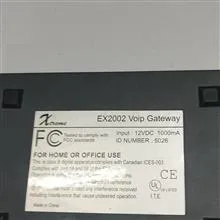 Xtreme
EX2002 Voip Gateway
FC Tested to comply with
FCC standards
Input : 12VDC 1000mA
ID NUMBER : 5026
FOR HOME OR OFFICE USE
This class B digital apparatus complies with Canadian ICES-003.
CE
I.T.E
Made in China